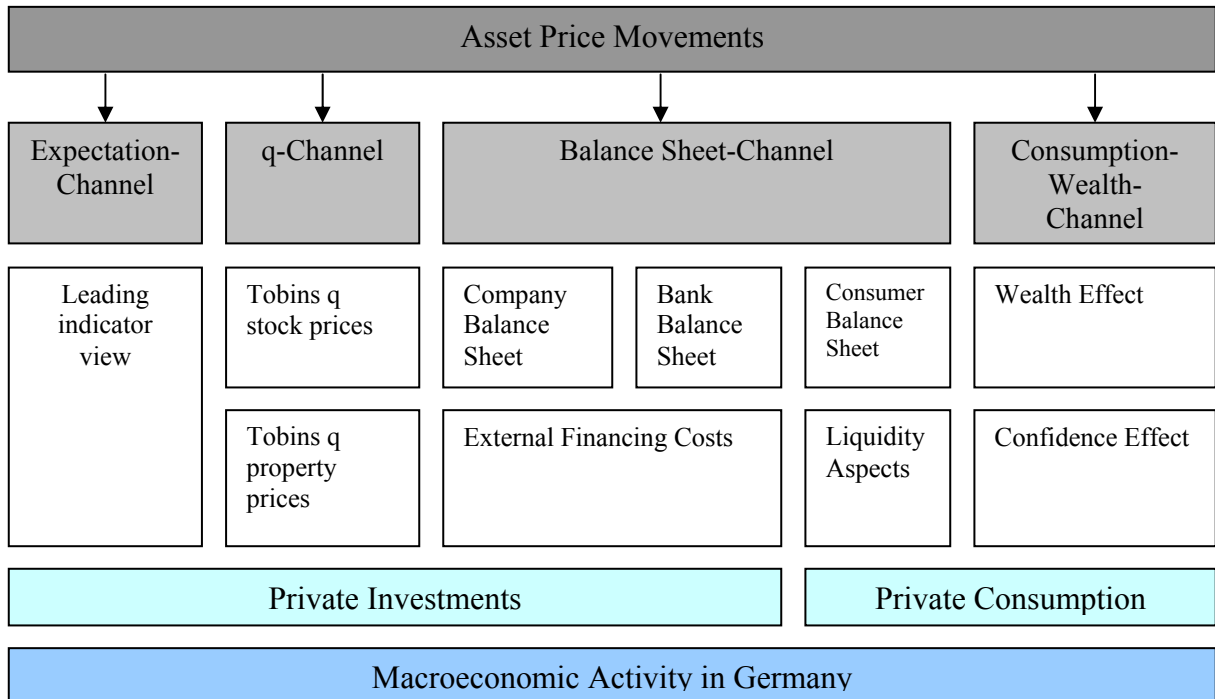 Asset Price Movements
Expectation-
Channel
q-Channel
Balance Sheet-Channel
Consumption-
Wealth-
Channel
Leading
indicator
view
Tobins q
stock prices
Company
Balance
Sheet
Bank
Balance
Sheet
Consumer
Balance
Sheet
Wealth Effect
Tobins q
property
prices
External Financing Costs
Liquidity
Aspects
Confidence Effect
Private Investments
Private Consumption
Macroeconomic Activity in Germany